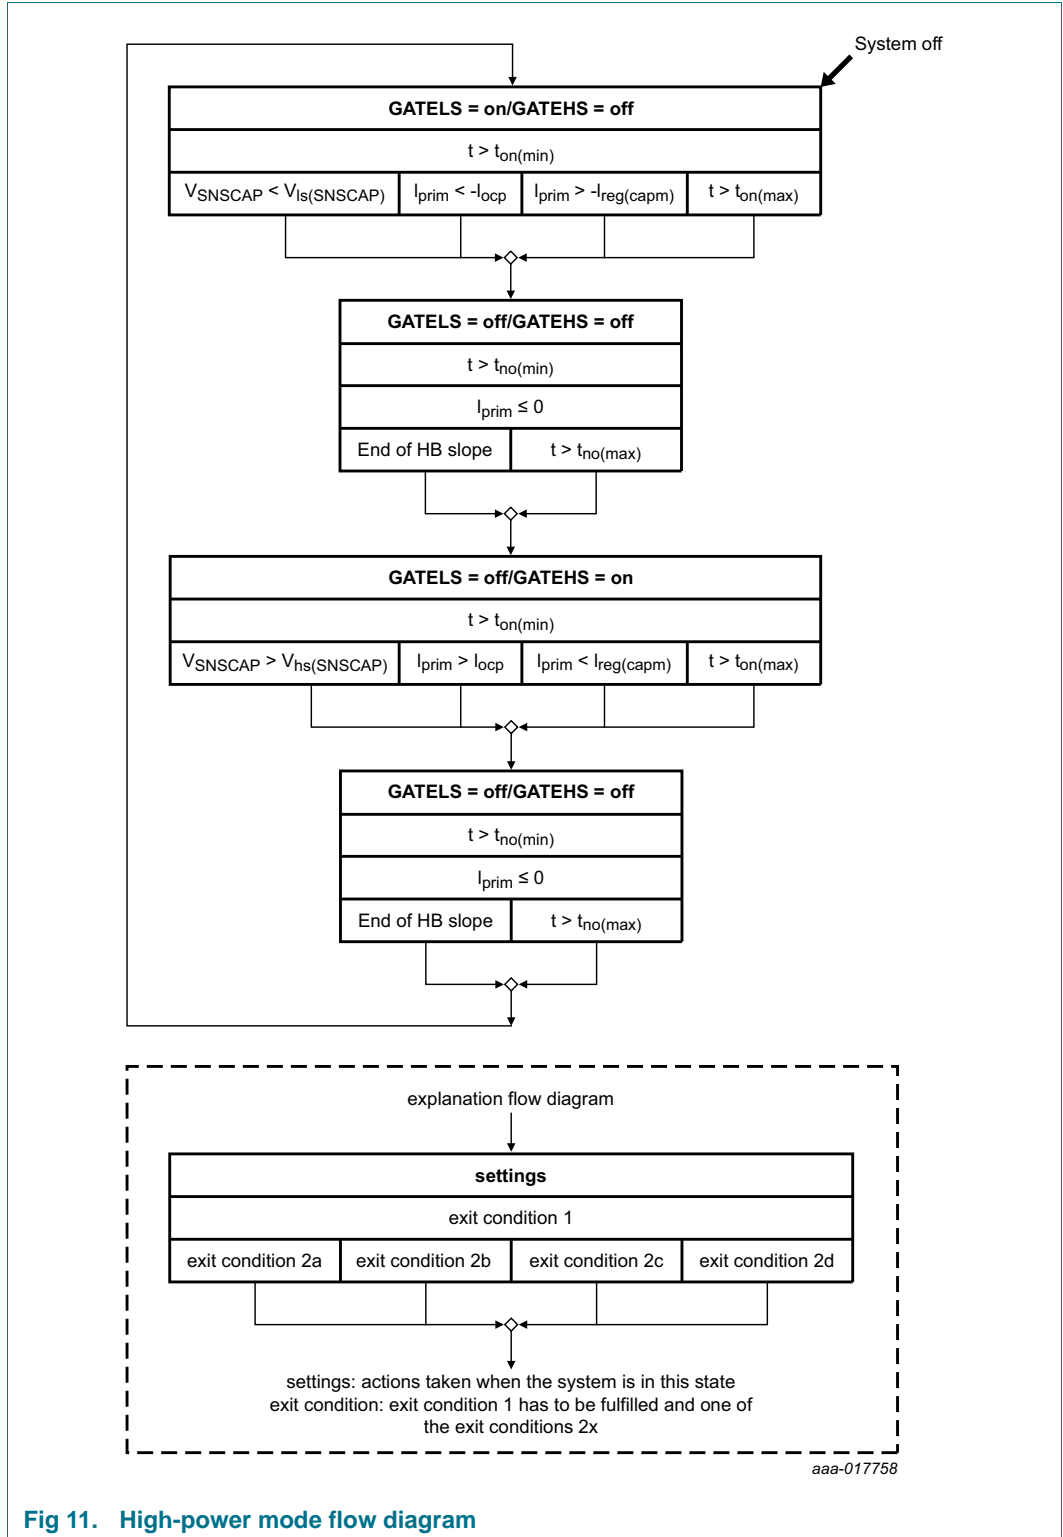 System off
GATELS = on/GATEHS = off
t > ton(min)
VSNSCAP < Vls(SNSCAP) Iprim < -Iocp Iprim > -Ireg(capm) t > ton(max)
GATELS = off/GATEHS = off
t > tno(min)
Iprim ≤ 0
End of HB slope t > tno(max)
GATELS = off/GATEHS = on
t > ton(min)
VSNSCAP > Vhs(SNSCAP) Iprim > Iocp Iprim < Ireg(capm) t > ton(max)
GATELS = off/GATEHS = off
t > tno(min)
Iprim ≤ 0
End of HB slope t > tno(max)
explanation flow diagram
settings
exit condition 1
exit condition 2a exit condition 2b exit condition 2c exit condition 2d
settings: actions taken when the system is in this state
exit condition: exit condition 1 has to be fulfilled and one of
the exit conditions 2x
aaa-017758
Fig 11. High-power mode flow diagram